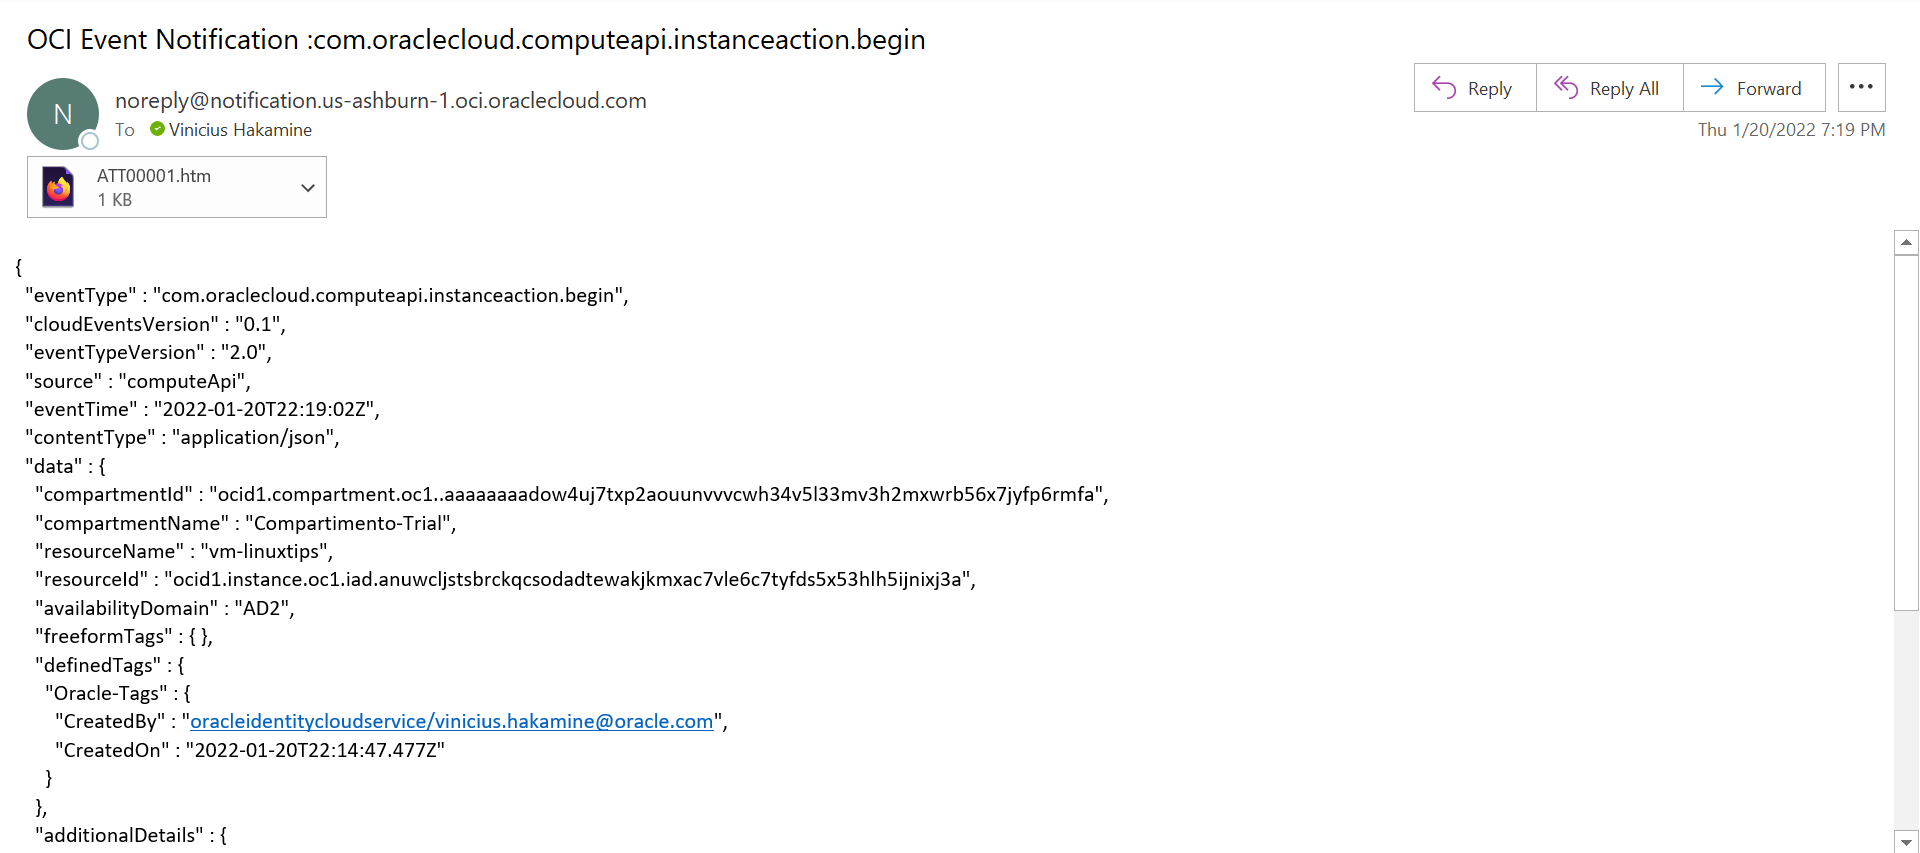 OCI Event Notification :com.oraclecloud.computeapi.instanceaction.begin
N
noreply@notification.us-ashburn-1.oci.oraclecloud.com
To Vinicius Hakamine
Reply
Reply All
Forward
Thu 1/20/2022 7:19 PM
ATT00001.htm
1 KB
{
"eventType" : "com.oraclecloud.computeapi.instanceaction.begin",
"cloudEventsVersion" : "0.1",
"eventTypeVersion" : "2.0",
"source" : "computeApi",
"eventTime" : "2022-01-20T22:19:02Z",
"contentType" : "application/json",
"data" : {
"compartmentId" : "ocid1.compartment.oc1..aaaaaaaadow4uj7txp2aouunvvvcwh34v5l33mv3h2mxwrb56x7jyfp6rmfa",
"compartmentName" : "Compartimento-Trial",
"resourceName" : "vm-linuxtips",
"resourceId" : "ocid1.instance.oc1.iad.anuwcljstsbrckqcsodadtewakjkmxac7vle6c7tyfds5x53hlh5ijnixj3a",
"availabilityDomain" : "AD2",
"freeformTags" : { },
"definedTags" : {
"Oracle-Tags" : {
"CreatedBy" : "oracleidentitycloudservice/vinicius.hakamine@oracle.com",
"CreatedOn" : "2022-01-20T22:14:47.477Z"
}
},
"additionalDetails" : {